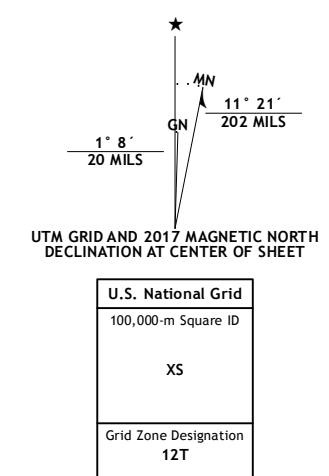 ★
MN
GN
11° 21´
202 MILS
1° 8´
20 MILS
UTM GRID AND 2017 MAGNETIC NORTH
DECLINATION AT CENTER OF SHEET
U.S. National Grid
100,000-m Square ID
XS
Grid Zone Designation
12T